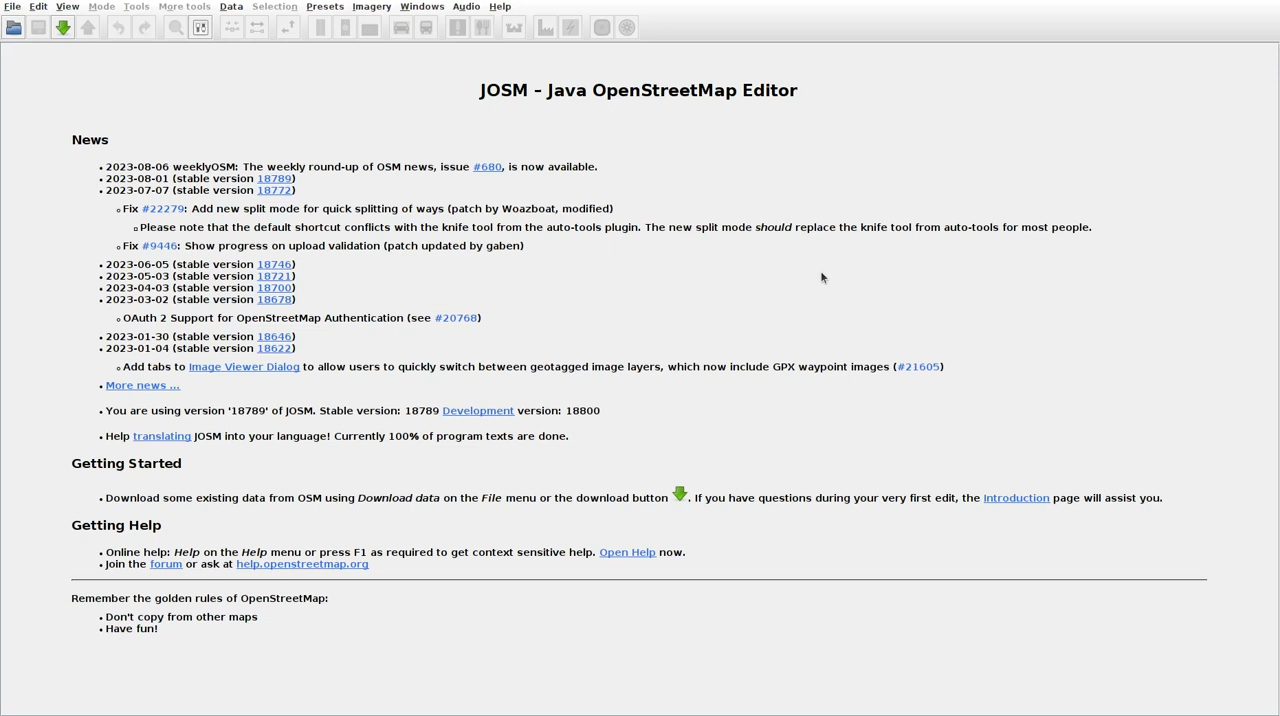 File Edit View Mode Tools More tools Data Selection Presets Imagery Windows Audio Help
JOSM – Java OpenStreetMap Editor
News
• 2023-08-06 weeklyOSM: The weekly round-up of OSM news, issue #680, is now available.
• 2023-08-01 (stable version 18789)
• 2023-07-07 (stable version 18772)
◦ Fix #22279: Add new split mode for quick splitting of ways (patch by Woazboat, modified)
▫ Please note that the default shortcut conflicts with the knife tool from the auto-tools plugin. The new split mode should replace the knife tool from auto-tools for most people.
◦ Fix #9446: Show progress on upload validation (patch updated by gaben)
• 2023-06-05 (stable version 18746)
• 2023-05-03 (stable version 18721)
• 2023-04-03 (stable version 18700)
• 2023-03-02 (stable version 18678)
◦ OAuth 2 Support for OpenStreetMap Authentication (see #20768)
• 2023-01-30 (stable version 18646)
• 2023-01-04 (stable version 18622)
◦ Add tabs to Image Viewer Dialog to allow users to quickly switch between geotagged image layers, which now include GPX waypoint images (#21605)
• More news ...
• You are using version '18789' of JOSM. Stable version: 18789 Development version: 18800
• Help translating JOSM into your language! Currently 100% of program texts are done.
Getting Started
• Download some existing data from OSM using Download data on the File menu or the download button . If you have questions during your very first edit, the Introduction page will assist you.
Getting Help
• Online help: Help on the Help menu or press F1 as required to get context sensitive help. Open Help now.
• Join the forum or ask at help.openstreetmap.org
Remember the golden rules of OpenStreetMap:
• Don't copy from other maps
• Have fun!